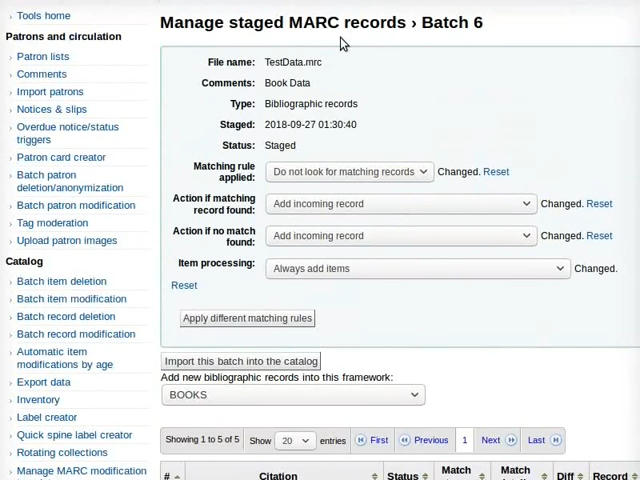 Tools home
Patrons and circulation
Patron lists
Comments
Import patrons
Notices & slips
Overdue notice/status
triggers
Patron card creator
Batch patron
deletion/anonymization
Batch patron modification
Tag moderation
Upload patron images
Catalog
Batch item deletion
Batch item modification
Batch record deletion
Batch record modification
Automatic item
modifications by age
Export data
Inventory
Label creator
Quick spine label creator
Rotating collections
Manage MARC modification
Manage staged MARC records › Batch 6
File name: TestData.mrc
Comments: Book Data
Type: Bibliographic records
Staged: 2018-09-27 01:30:40
Status: Staged
Matching rule
applied: Do not look for matching records Changed. Reset
Action if matching
record found: Add incoming record Changed. Reset
Action if no match
found: Add incoming record Changed. Reset
Item processing: Always add items Changed.
Reset
Apply different matching rules
Import this batch into the catalog
Add new bibliographic records into this framework:
BOOKS
Showing 1 to 5 of 5 Show 20 entries First Previous 1 Next Last
# Citation Status Match Match Diff Record